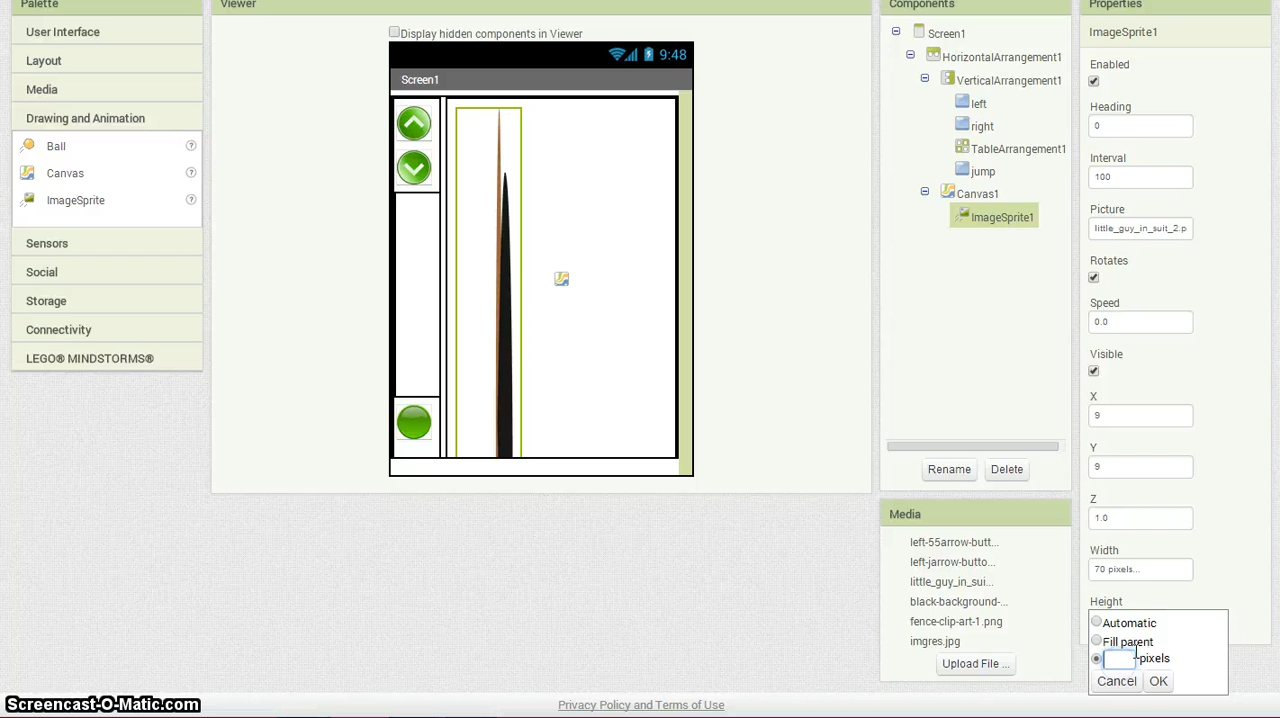 Palette
User Interface
Layout
Media
Drawing and Animation
Ball
?
Canvas
?
ImageSprite
?
Sensors
Social
Storage
Connectivity
LEGO® MINDSTORMS®
Viewer
Display hidden components in Viewer
9:48
Screen1
Components
Screen1
HorizontalArrangement1
VerticalArrangement1
left
right
TableArrangement1
jump
Canvas1
ImageSprite1
Rename
Delete
Media
left-55arrow-butt...
left-jarrow-butto...
little_guy_in_sui...
black-background-...
fence-clip-art-1.png
imgres.jpg
Upload File ...
Properties
ImageSprite1
Enabled
Heading
0
Interval
100
Picture
little_guy_in_suit_2.p
Rotates
Speed
0.0
Visible
X
9
Y
9
Z
1.0
Width
70 pixels...
Height
Automatic
Fill parent
pixels
Cancel
OK
Privacy Policy and Terms of Use
Screencast-O-Matic.com